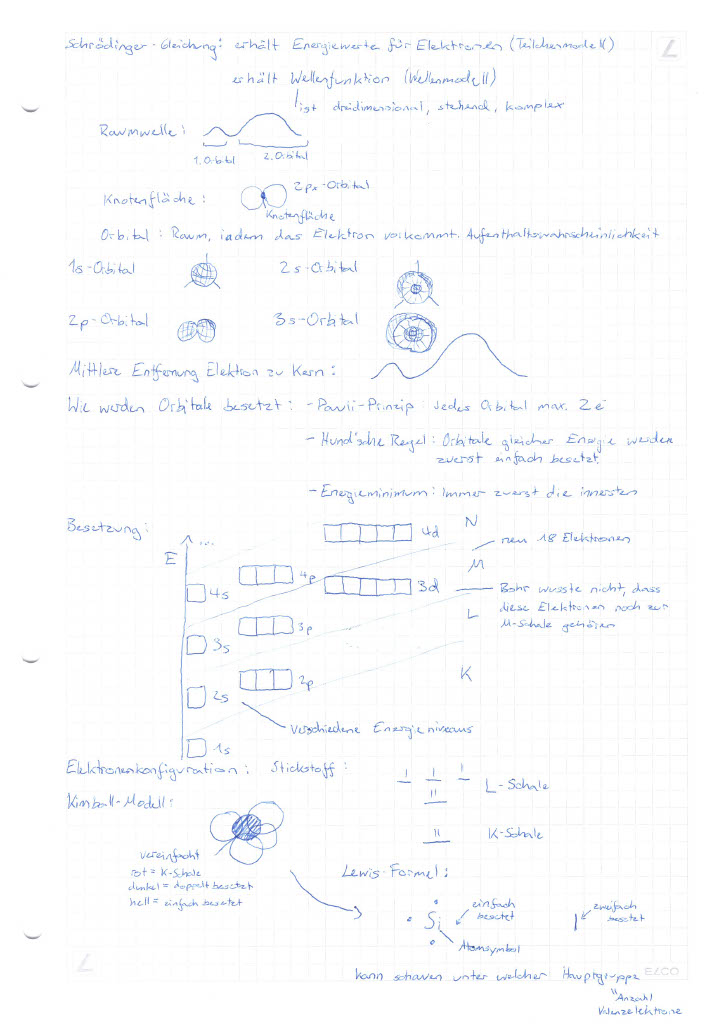 Schrödinger-Gleichung: erhält Energiewerte für Elektronen (Teilchenmodell)
erhält Wellenfunktion (Wellenmodell)
ist dreidimensional, stehend, komplex
Raumwelle:
1. Orbital 2. Orbital
Knotenfläche: 2px-Orbital
Knotenfläche
Orbital: Raum, indem das Elektron vorkommt. Aufenthaltswahrscheinlichkeit
1s-Orbital 2s-Orbital
2p-Orbital 3s-Orbital
Mittlere Entfernung Elektron zu Kern:
Wie werden Orbitale besetzt: - Pauli-Prinzip: Jedes Orbital max. 2e⁻
- Hund'sche Regel: Orbitale gleicher Energie werden
zuerst einfach besetzt.
- Energieminimum: immer zuerst die innersten
Besetzung:
E ... 4d N
neu 18 Elektronen
4p M
4s 3d Bohr wusste nicht, dass
diese Elektronen noch zur
M-Schale gehören
L
3p
3s
2p K
2s
verschiedene Energieniveaus
1s
Elektronenkonfiguration: Stickstoff:
L-Schale
Kimball-Modell:
K-Schale
vereinfacht
rot = K-Schale
dunkel = doppelt besetzt
hell = einfach besetzt
Lewis-Formel:
Si einfach
besetzt
zweifach
besetzt
Atomsymbol
kann schauen unter welcher Hauptgruppe
"Anzahl
Valenzelektrone
ELCO